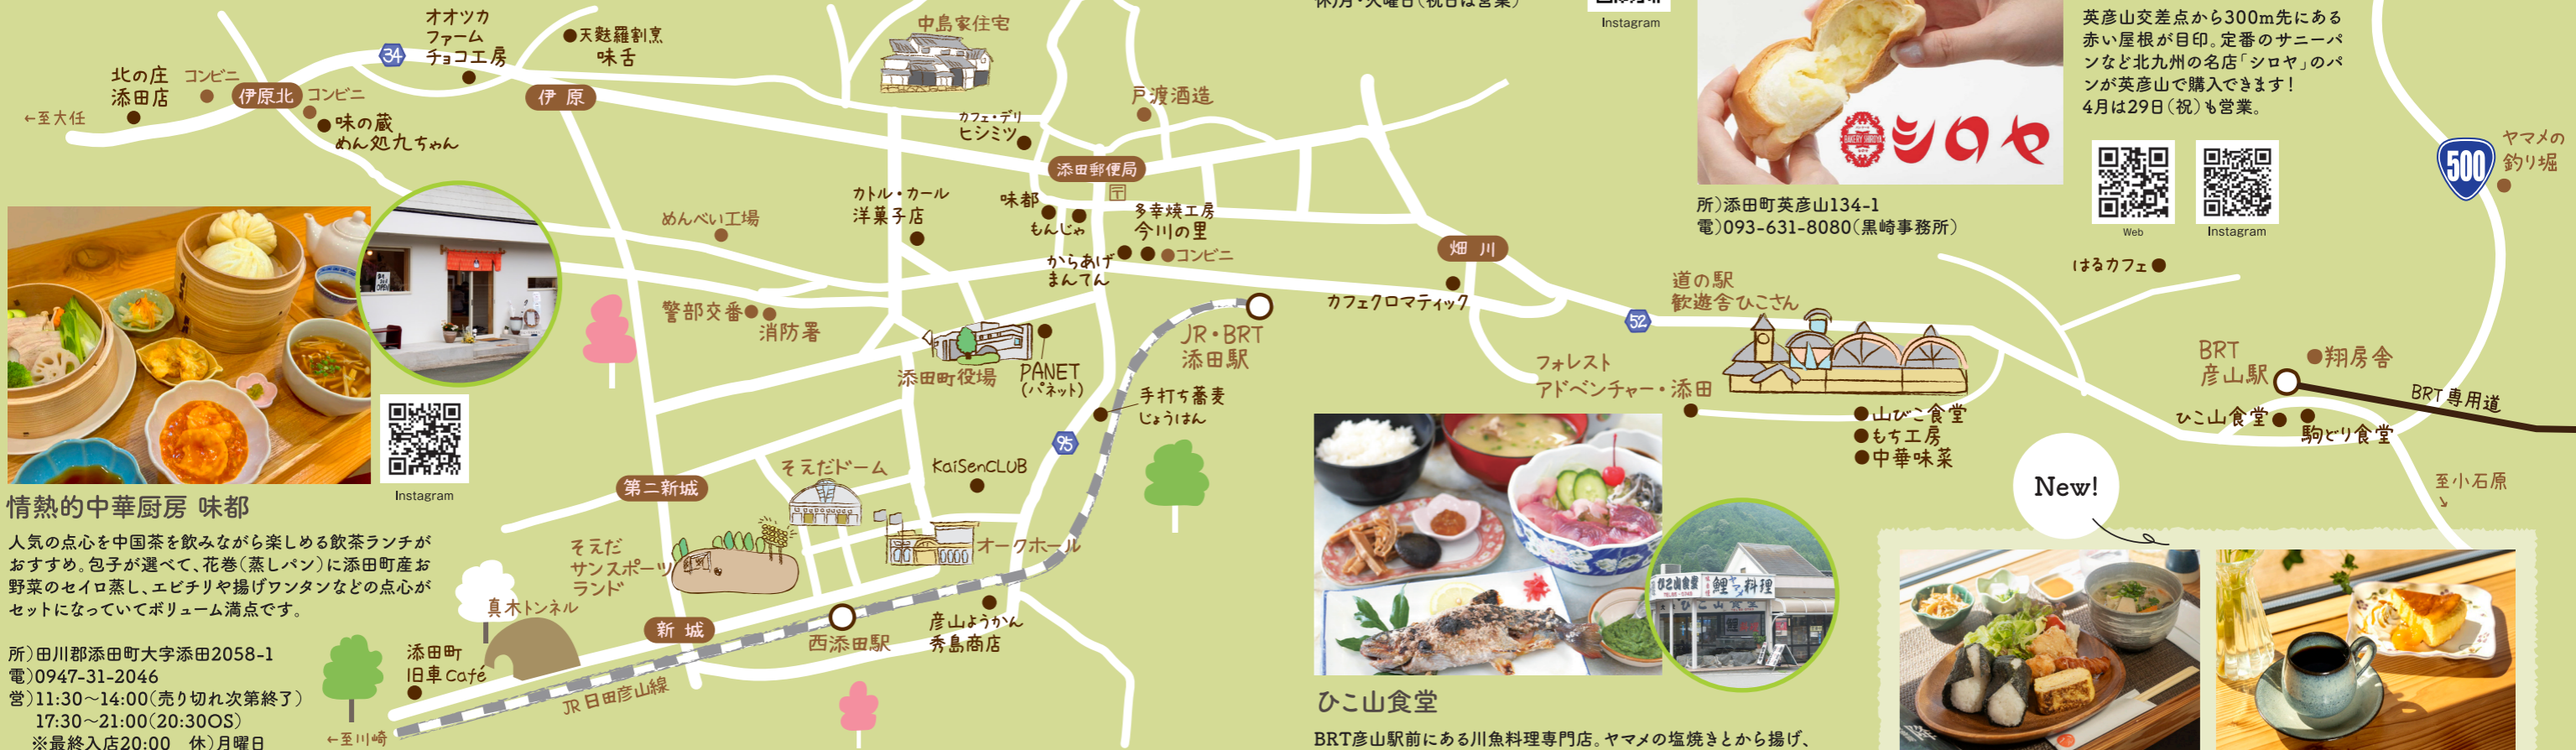 オオツカ
ファーム
チョコ工房
天麩羅割烹
味舌
34
北の庄
添田店
コンビニ
伊原北
コンビニ
←至大任
味の蔵
めん処九ちゃん
伊原
中島家住宅
戸渡酒造
カフェ・デリ
ヒシミツ
添田郵便局
〒
カトル・カール
洋菓子店
味都
もんじゃ
多幸焼工房
今川の里
コンビニ
からあげ
まんてん
めんべい工場
警部交番
消防署
添田町役場
PANET
(パネット)
JR・BRT
添田駅
手打ち蕎麦
じょうはん
95
KaiSenCLUB
そえだドーム
第二新城
そえだ
サンスポーツ
ランド
オークホール
真木トンネル
新城
西添田駅
彦山ようかん
秀島商店
添田町
旧車Café
JR日田彦山線
←至川崎
Instagram
情熱的中華厨房 味都
人気の点心を中国茶を飲みながら楽しめる飲茶ランチが
おすすめ。包子が選べて、花巻（蒸しパン）に添田町産お
野菜のセイロ蒸し、エビチリや揚げワンタンなどの点心が
セットになっていてボリューム満点です。
所）田川郡添田町大字添田2058-1
電）0947-31-2046
営）11:30〜14:00（売り切れ次第終了）
17:30〜21:00（20:30OS）
※最終入店20:00　休）月曜日
休）月・火曜日（祝日は営業）
Instagram
BAKERY SHIROYA
シロヤ
英彦山交差点から300m先にある
赤い屋根が目印。定番のサニーパ
ンなど北九州の名店「シロヤ」のパ
ンが英彦山で購入できます！
4月は29日（祝）も営業。
所）添田町英彦山134-1
電）093-631-8080（黒崎事務所）
Web
Instagram
500
ヤマメの
釣り堀
畑川
カフェクロマティック
52
道の駅
歓遊舎ひこさん
フォレスト
アドベンチャー・添田
山びこ食堂
もち工房
中華味菜
はるカフェ
BRT
彦山駅
翔房舎
BRT専用道
ひこ山食堂
駒どり食堂
至小石原
↘
New!
ひこ山食堂
鯉
ヤマメ
料理
ひこ山食堂
ひこ山食堂
BRT彦山駅前にある川魚料理専門店。ヤマメの塩焼きとから揚げ、